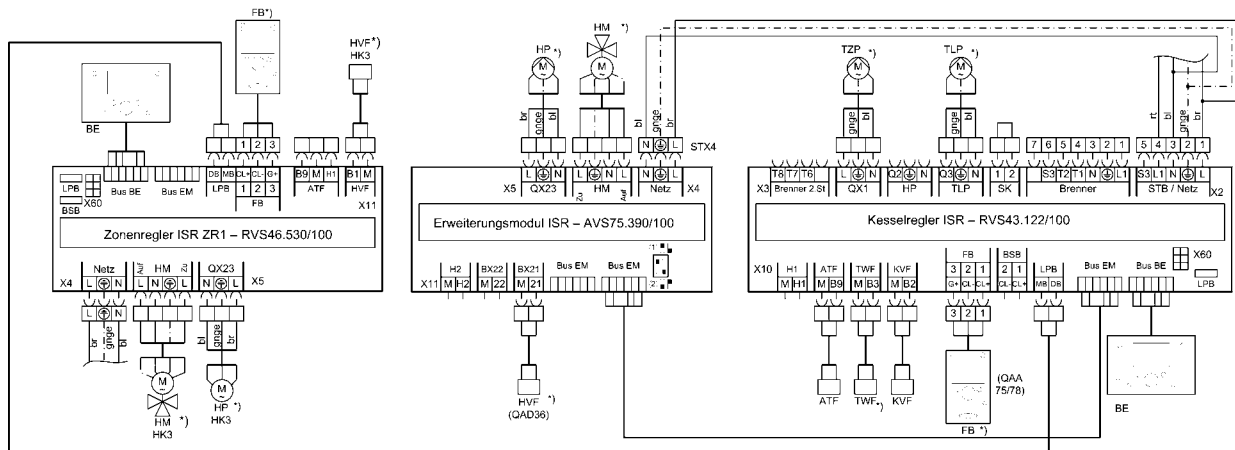 FB*)
HVF*)
HK3
BE
1 2 3
LPB
BSB
X60
Bus BE
Bus EM
DB MB CL+ CL- G+
LPB
1 2 3
FB
B9 M H1
ATF
B1 M
HVF
X11
Zonenregler ISR ZR1 – RVS46.530/100
X4
Netz
L N
HM
Auf Zu
L N L
QX23
L N
X5
L N
br gnge bl
bl gnge br
M
~
HM *)
HK3
M
~
HP *)
HK3
HP *)
M
~
HM *)
M
~
br gnge bl
bl gnge br
N L
STX4
X5
L N
QX23
L N L
Zu HM Auf
N L
Netz
X4
Erweiterungsmodul ISR – AVS75.390/100
X11
H2
M H2
BX22
M 22
BX21
M 21
Bus EM
Bus EM
HVF *)
(QAD36)
TZP *)
M
~
TLP *)
M
~
br gnge bl
br gnge bl
rt bl gnge br
7 6 5 4 3 2 1
5 4 3 2 1
X3
T8 T7 T6
Brenner 2.St
L N
QX1
Q2 N
HP
Q3 N
TLP
1 2
SK
S3 T2 T1 N L1
Brenner
S3 L1 N L
STB / Netz
X2
Kesselregler ISR – RVS43.122/100
X10
H1
M H1
ATF
M B9
TWF
M B3
KVF
M B2
FB
3 2 1
G+ CL- CL+
BSB
2 1
CL- CL+
LPB
MB DB
Bus EM
Bus BE
X60
LPB
3 2 1
ATF
TWF*)
KVF
(QAA
75/78)
FB *)
BE